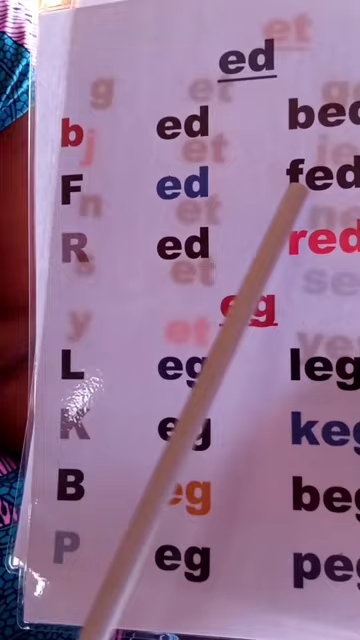 ed
b ed bed
F ed fed
R ed red
eg
L eg leg
K eg keg
B eg beg
P eg peg